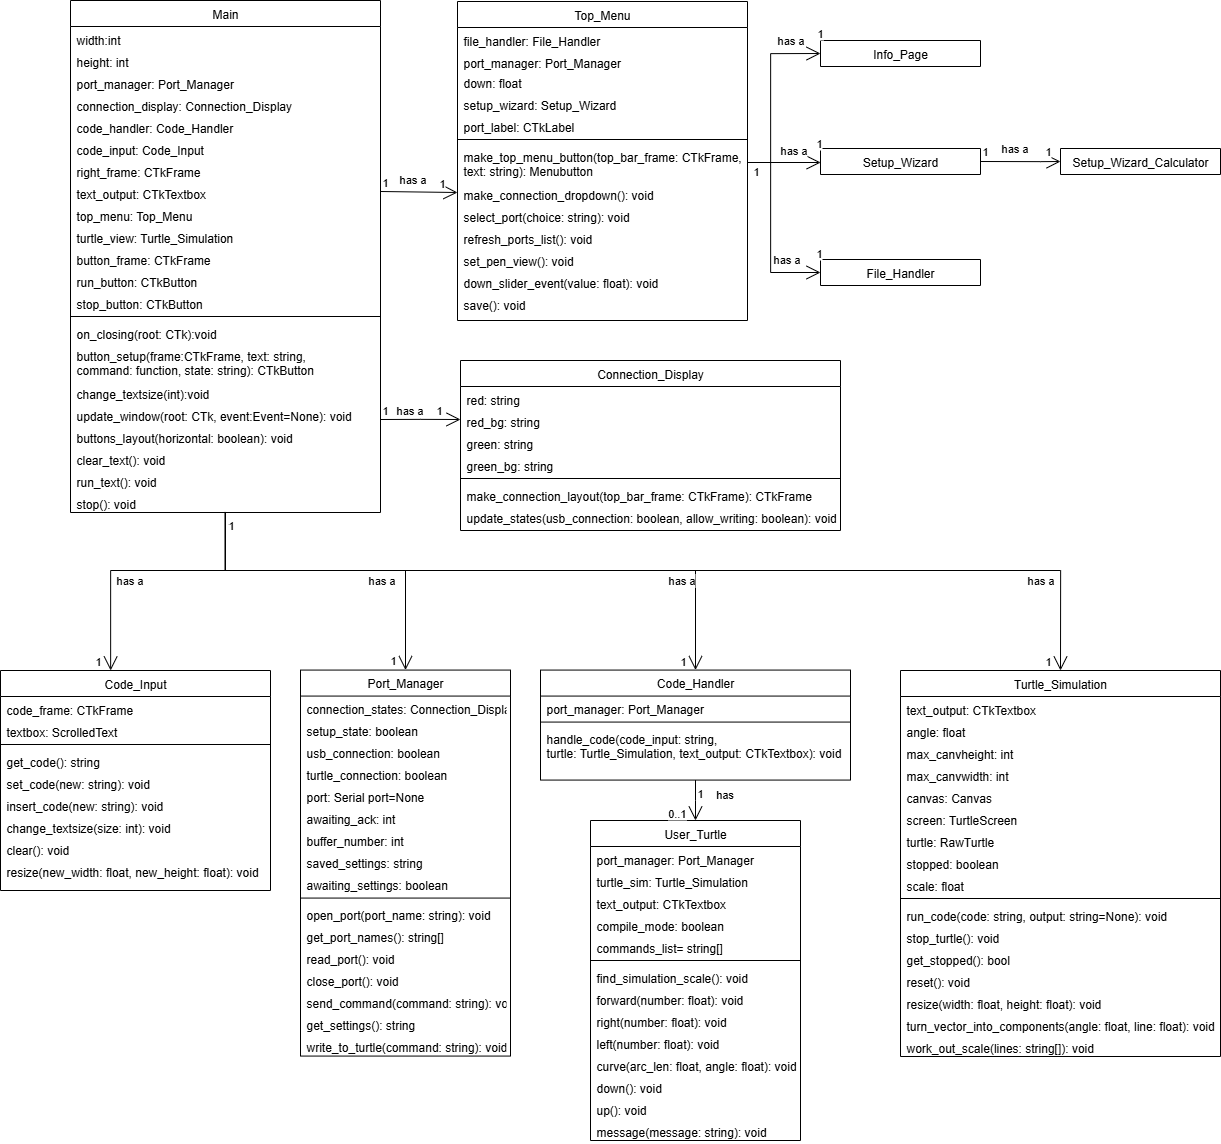 Main
width:int
height: int
port_manager: Port_Manager
connection_display: Connection_Display
code_handler: Code_Handler
code_input: Code_Input
right_frame: CTkFrame
text_output: CTkTextbox
top_menu: Top_Menu
turtle_view: Turtle_Simulation
button_frame: CTkFrame
run_button: CTkButton
stop_button: CTkButton
on_closing(root: CTk):void
button_setup(frame:CTkFrame, text: string,
command: function, state: string): CTkButton
change_textsize(int):void
update_window(root: CTk, event:Event=None): void
buttons_layout(horizontal: boolean): void
clear_text(): void
run_text(): void
stop(): void
1 has a 1
Top_Menu
file_handler: File_Handler
port_manager: Port_Manager
down: float
setup_wizard: Setup_Wizard
port_label: CTkLabel
make_top_menu_button(top_bar_frame: CTkFrame,
text: string): Menubutton
make_connection_dropdown(): void
select_port(choice: string): void
refresh_ports_list(): void
set_pen_view(): void
down_slider_event(value: float): void
save(): void
1
has a 1
Info_Page
has a 1
Setup_Wizard
1 has a 1
Setup_Wizard_Calculator
has a 1
File_Handler
1 has a 1
Connection_Display
red: string
red_bg: string
green: string
green_bg: string
make_connection_layout(top_bar_frame: CTkFrame): CTkFrame
update_states(usb_connection: boolean, allow_writing: boolean): void
1
has a
1
Code_Input
code_frame: CTkFrame
textbox: ScrolledText
get_code(): string
set_code(new: string): void
insert_code(new: string): void
change_textsize(size: int): void
clear(): void
resize(new_width: float, new_height: float): void
has a
1
Port_Manager
connection_states: Connection_Displ
setup_state: boolean
usb_connection: boolean
turtle_connection: boolean
port: Serial port=None
awaiting_ack: int
buffer_number: int
saved_settings: string
awaiting_settings: boolean
open_port(port_name: string): void
get_port_names(): string[]
read_port(): void
close_port(): void
send_command(command: string): vo
get_settings(): string
write_to_turtle(command: string): void
has a
1
Code_Handler
port_manager: Port_Manager
handle_code(code_input: string,
turtle: Turtle_Simulation, text_output: CTkTextbox): void
1 has
0..1
User_Turtle
port_manager: Port_Manager
turtle_sim: Turtle_Simulation
text_output: CTkTextbox
compile_mode: boolean
commands_list= string[]
find_simulation_scale(): void
forward(number: float): void
right(number: float): void
left(number: float): void
curve(arc_len: float, angle: float): void
down(): void
up(): void
message(message: string): void
has a
1
Turtle_Simulation
text_output: CTkTextbox
angle: float
max_canvheight: int
max_canvwidth: int
canvas: Canvas
screen: TurtleScreen
turtle: RawTurtle
stopped: boolean
scale: float
run_code(code: string, output: string=None): void
stop_turtle(): void
get_stopped(): bool
reset(): void
resize(width: float, height: float): void
turn_vector_into_components(angle: float, line: float): void
work_out_scale(lines: string[]): void